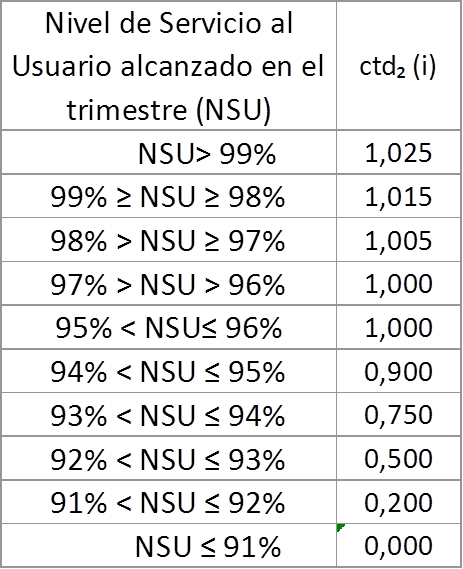 Nivel de Servicio al
Usuario alcanzado en el
trimestre (NSU)
ctd₂ (i)
NSU> 99% 1,025
99% ≥ NSU ≥ 98% 1,015
98% > NSU ≥ 97% 1,005
97% > NSU > 96% 1,000
95% < NSU≤ 96% 1,000
94% < NSU ≤ 95% 0,900
93% < NSU ≤ 94% 0,750
92% < NSU ≤ 93% 0,500
91% < NSU ≤ 92% 0,200
NSU ≤ 91% 0,000